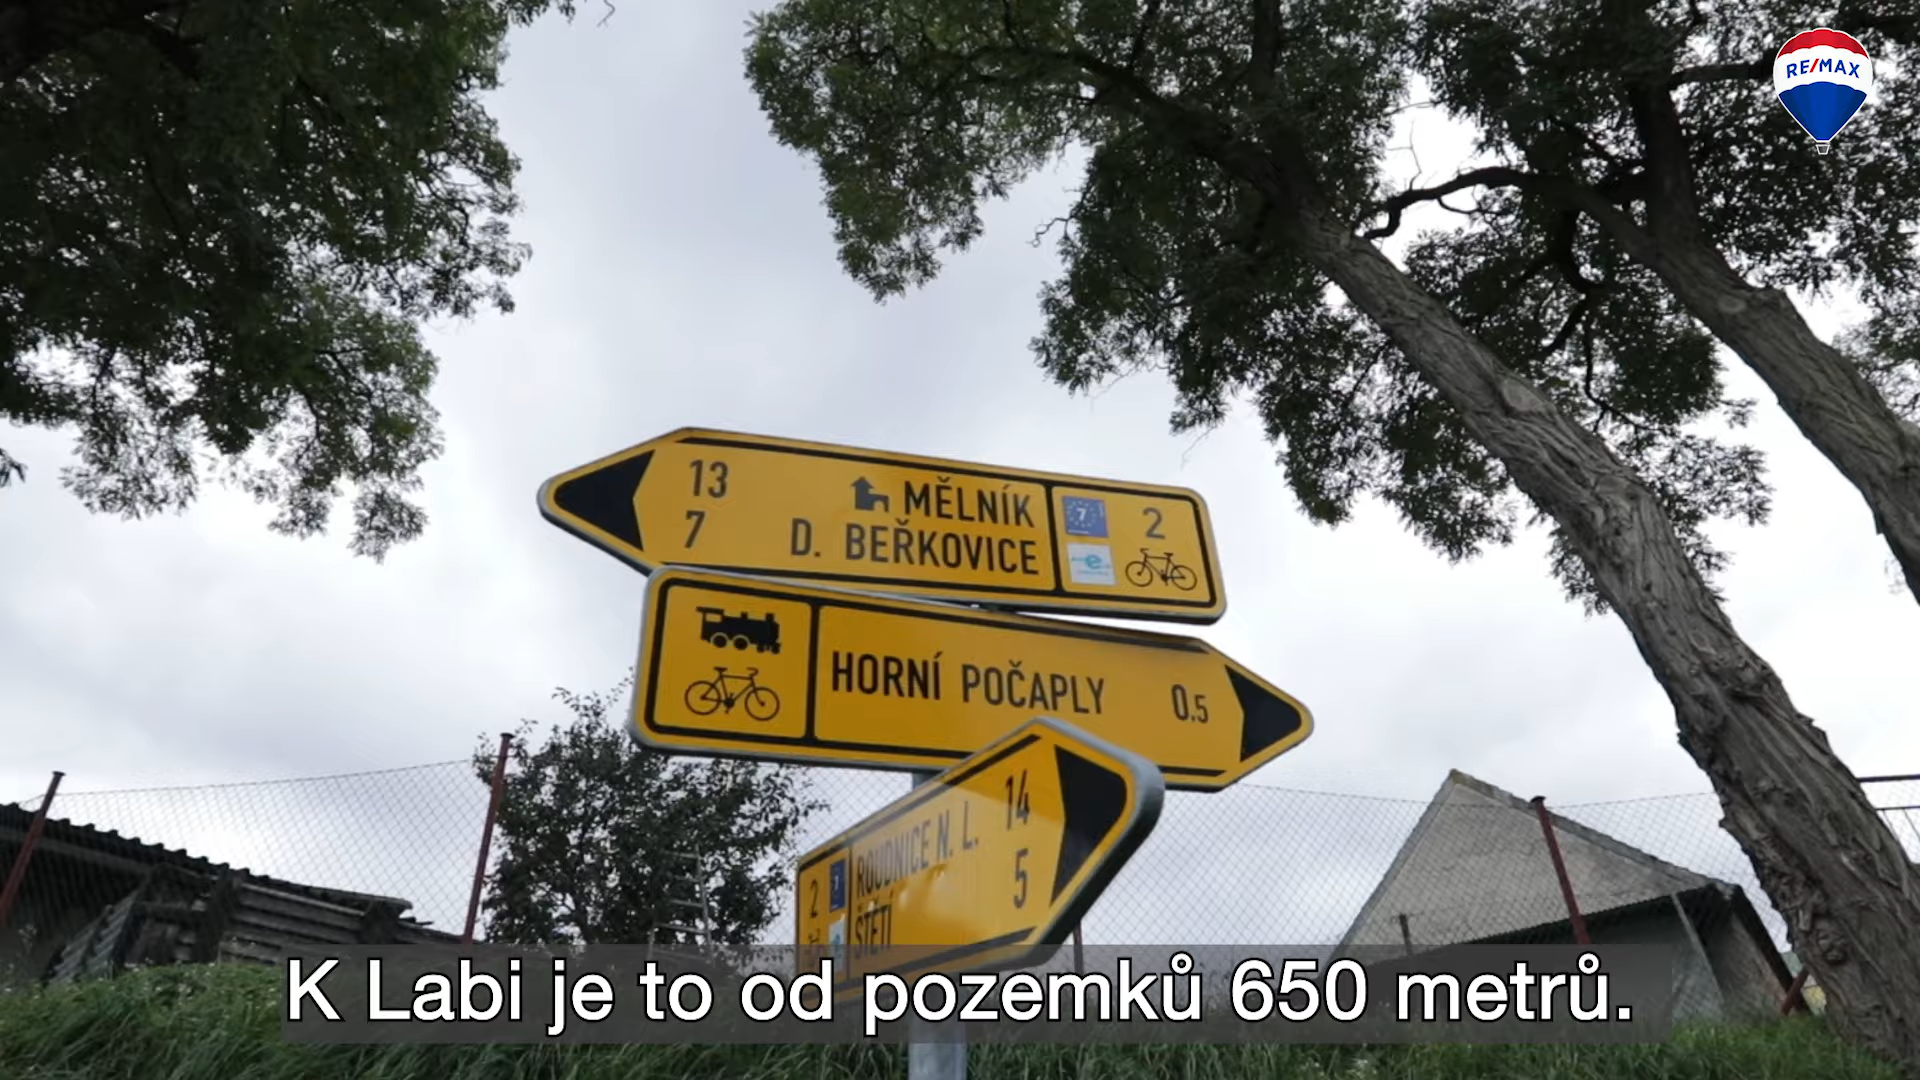 RE/MAX
13 MĚLNÍK
7 D. BEŘKOVICE
7
2
HORNÍ POČAPLY 0,5
ROUDNICE N. L. 14
ŠTĚTÍ 5
2
7
K Labi je to od pozemků 650 metrů.